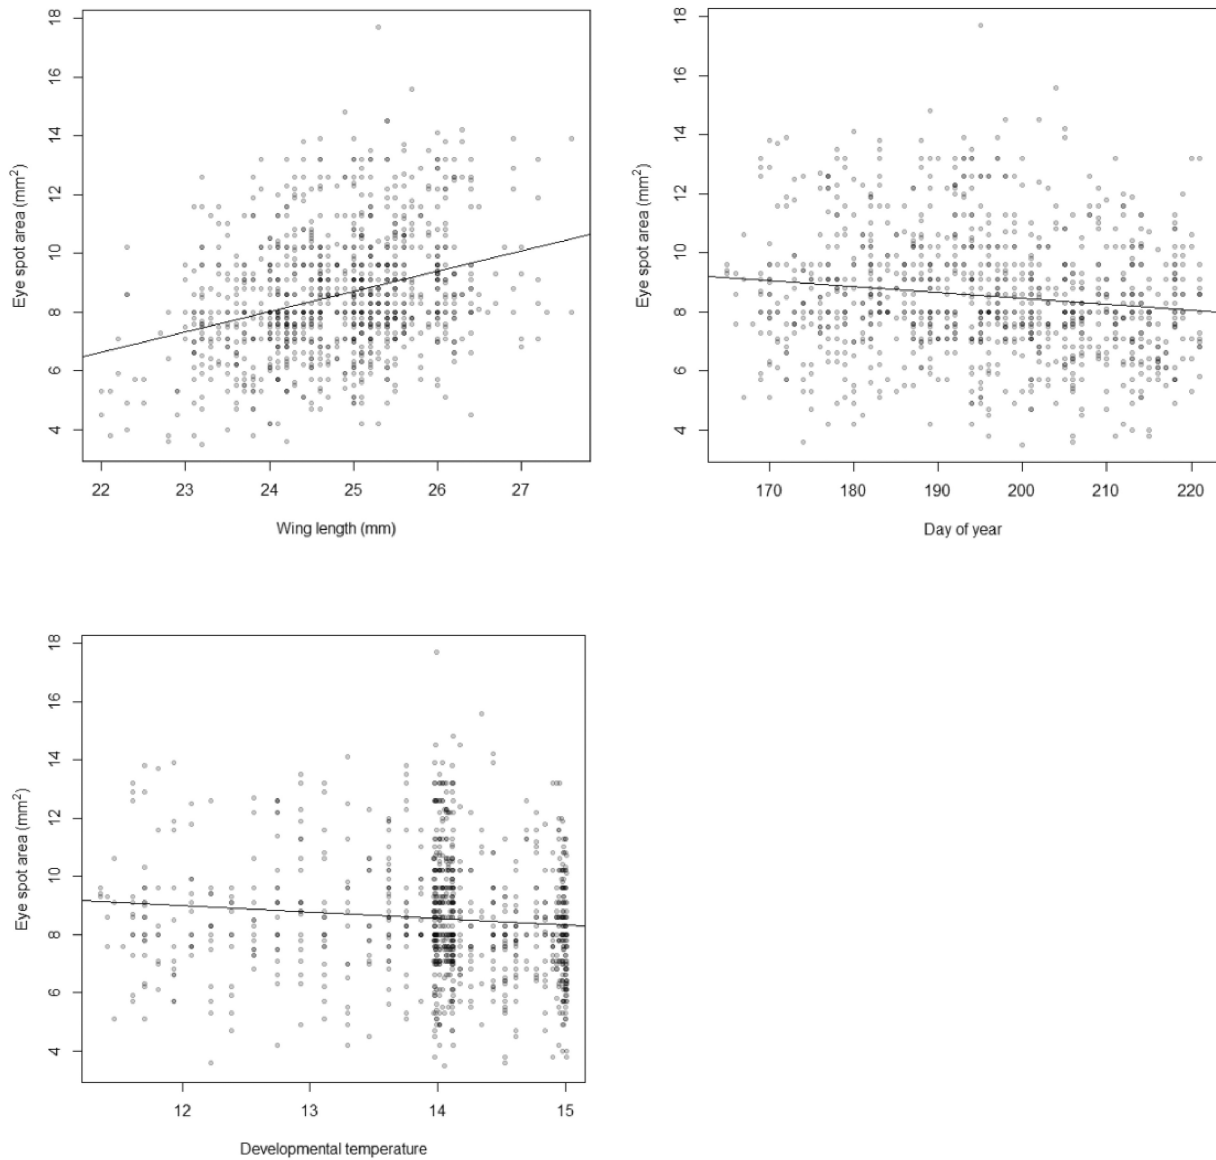 18
16
14
12
10
8
6
4
Eye spot area (mm²)
22 23 24 25 26 27
Wing length (mm)
18
16
14
12
10
8
6
4
Eye spot area (mm²)
170 180 190 200 210 220
Day of year
18
16
14
12
10
8
6
4
Eye spot area (mm²)
12 13 14 15
Developmental temperature